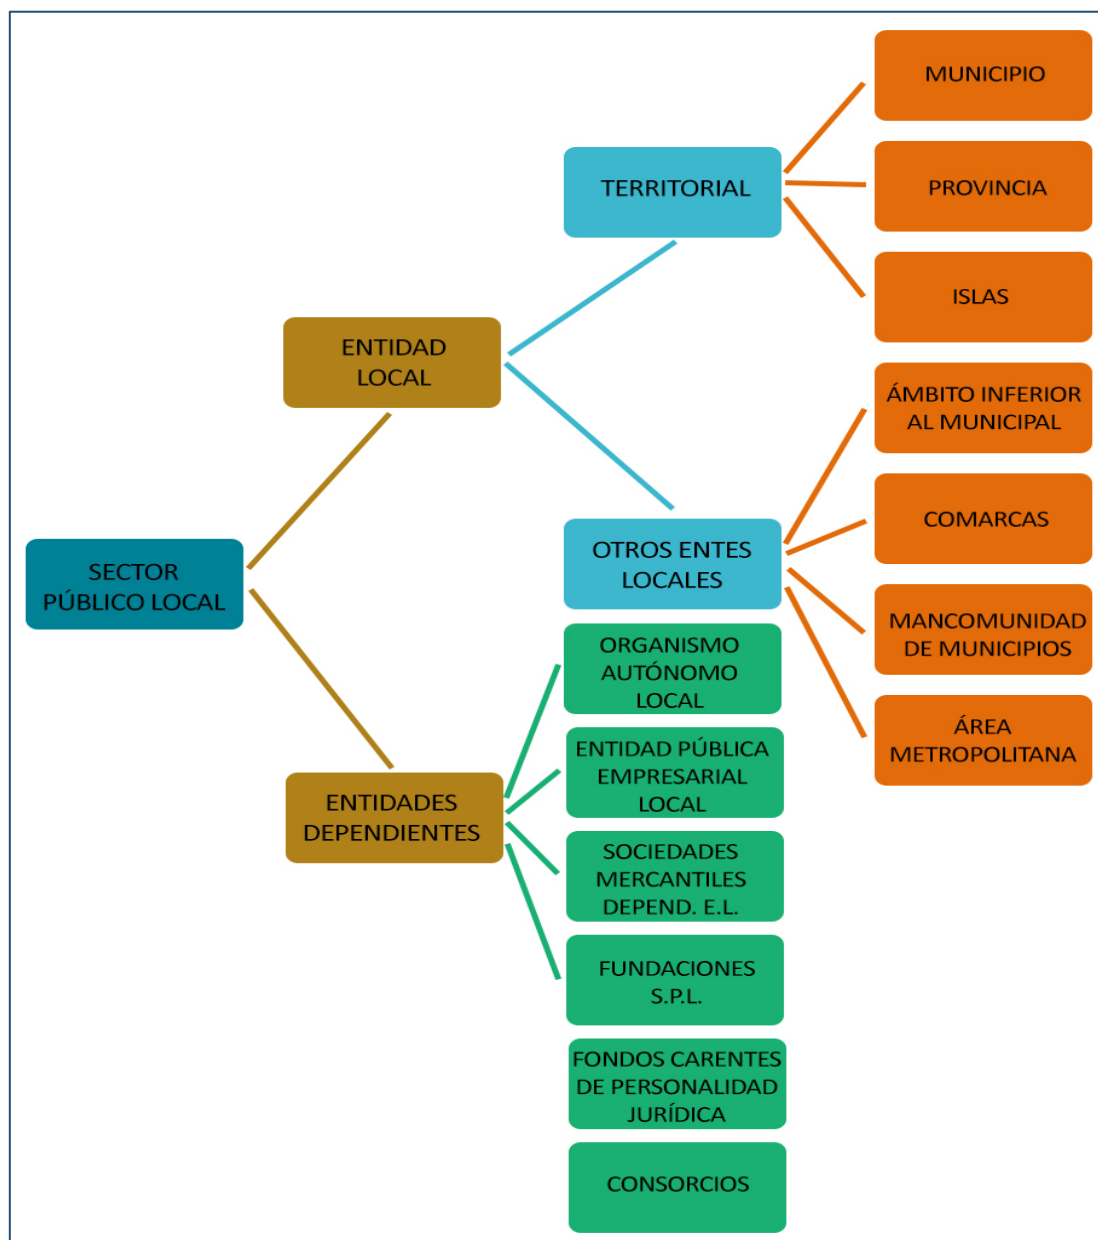 MUNICIPIO
TERRITORIAL
PROVINCIA
ISLAS
ENTIDAD
LOCAL
ÁMBITO INFERIOR
AL MUNICIPAL
COMARCAS
OTROS ENTES
LOCALES
SECTOR
PÚBLICO LOCAL
MANCOMUNIDAD
DE MUNICIPIOS
ORGANISMO
AUTÓNOMO
LOCAL
ÁREA
METROPOLITANA
ENTIDAD PÚBLICA
EMPRESARIAL
LOCAL
ENTIDADES
DEPENDIENTES
SOCIEDADES
MERCANTILES
DEPEND. E.L.
FUNDACIONES
S.P.L.
FONDOS CARENTES
DE PERSONALIDAD
JURÍDICA
CONSORCIOS